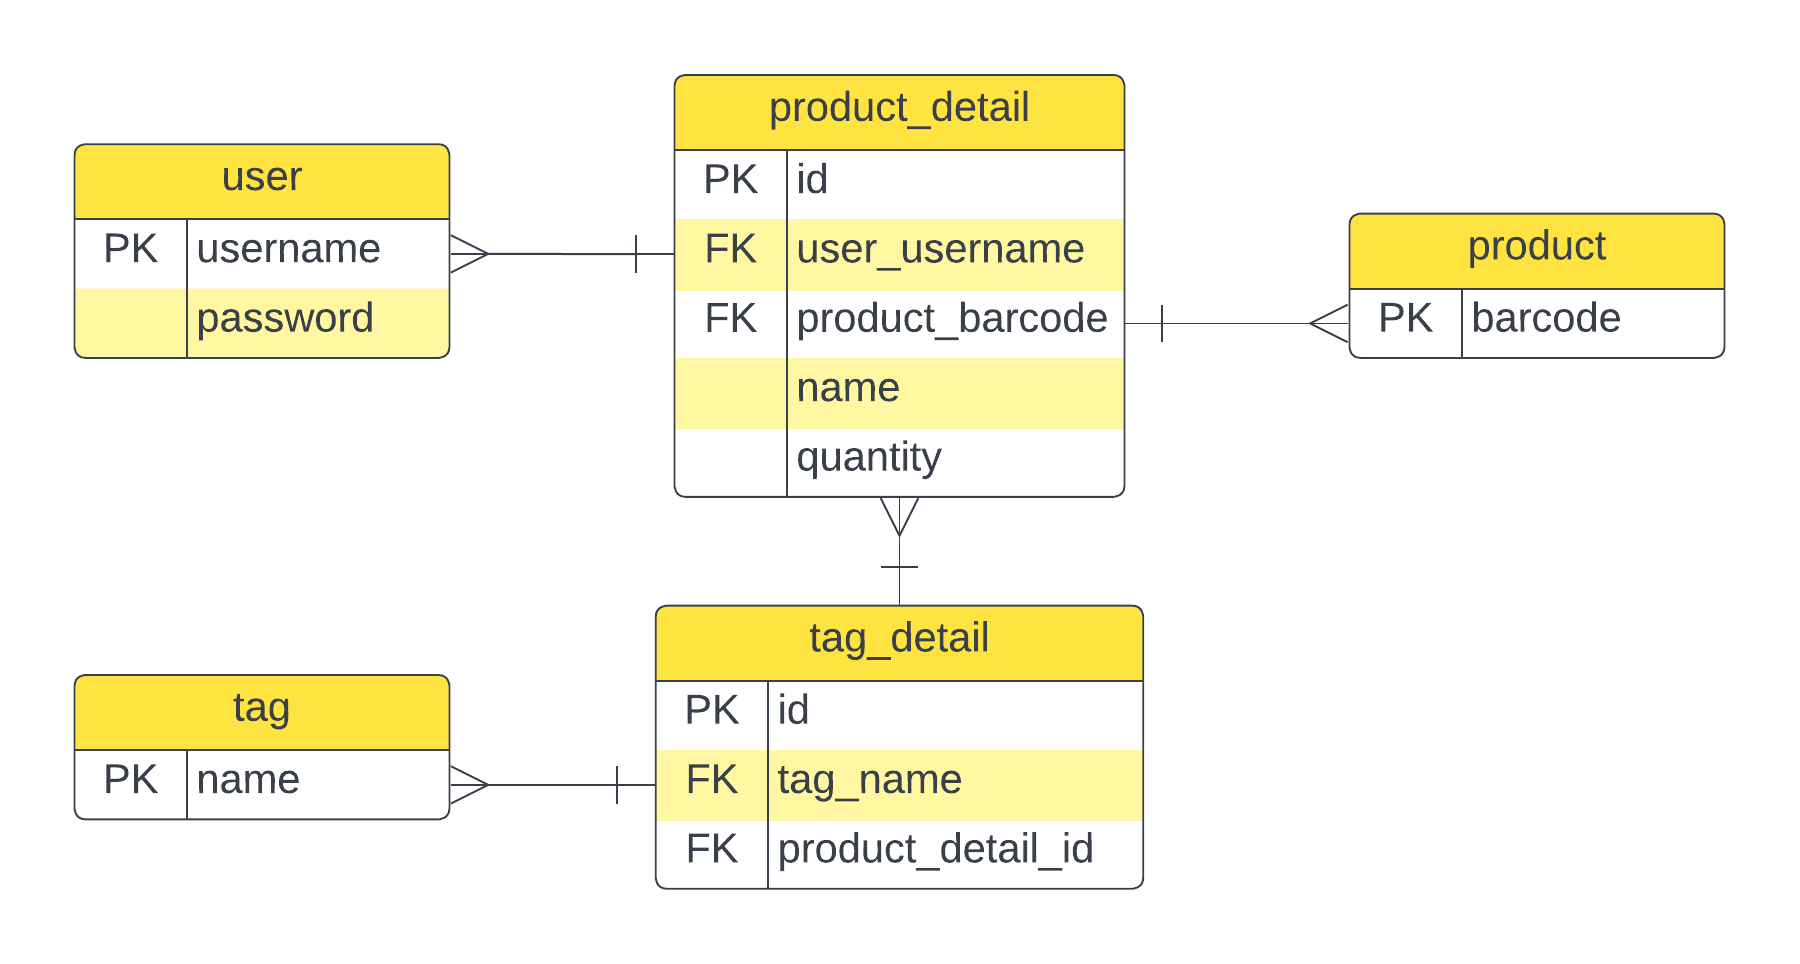 product_detail
PK id
FK user_username
FK product_barcode
name
quantity
user
PK username
password
product
PK barcode
tag_detail
PK id
FK tag_name
FK product_detail_id
tag
PK name